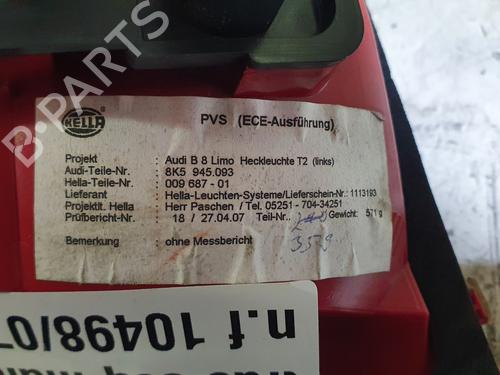 HELLA
PVS (ECE-Ausführung)
Projekt : Audi B 8 Limo Heckleuchte T2 (links)
Audi-Teile-Nr. : 8K5 945.093
Hella-Teile-Nr. : 009 687 - 01
Lieferant : Hella-Leuchten-Systeme/Lieferschein-Nr.: 1113193
Projektlt. Hella : Herr Paschen / Tel. 05251 - 704-34251
Prüfbericht-Nr. : 18 / 27.04.07 Teil-Nr.: Gewicht: 571 g
359
Bemerkung : ohne Messbericht
n.f 10498/0
B-PARTS